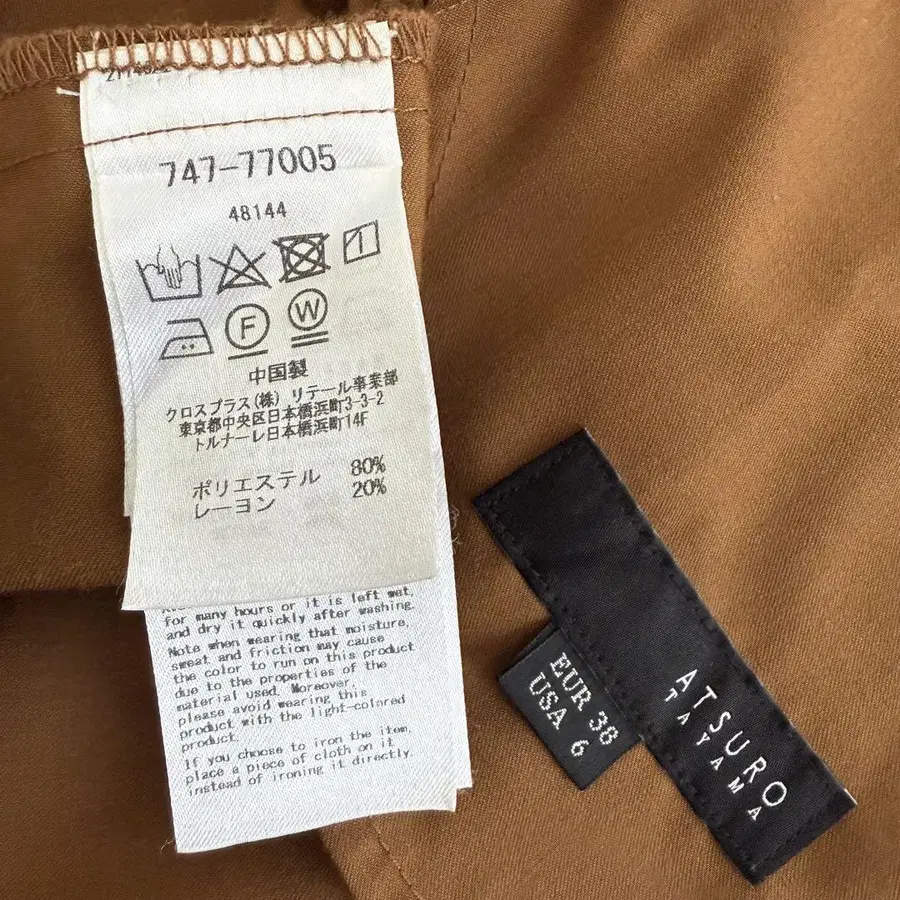 747-77005
48144
F
W
中国製
クロスプラス(株) リテール事業部
東京都中央区日本橋浜町3-3-2
トルナーレ日本橋浜町14F
ポリエステル 80%
レーヨン 20%
for many hours or it is left wet,
and dry it quickly after washing.
Note when wearing that moisture,
sweat and friction may cause
the color to run on this product
due to the properties of the
material used. Moreover,
please avoid wearing this
product with the light-colored
product.
If you choose to iron the item,
place a piece of cloth on it
instead of ironing it directly.
EUR 38
USA 6
ATSURO
TAYAMA